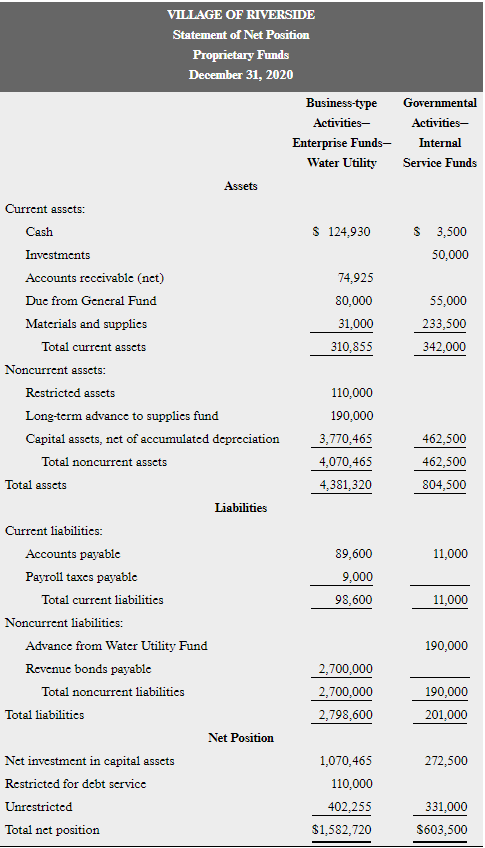 VILLAGE OF RIVERSIDE
Statement of Net Position
Proprietary Funds
December 31, 2020
Business-type Governmental
Activities— Activities—
Enterprise Funds— Internal
Water Utility Service Funds
Assets
Current assets:
Cash $ 124,930 $ 3,500
Investments 50,000
Accounts receivable (net) 74,925
Due from General Fund 80,000 55,000
Materials and supplies 31,000 233,500
Total current assets 310,855 342,000
Noncurrent assets:
Restricted assets 110,000
Long-term advance to supplies fund 190,000
Capital assets, net of accumulated depreciation 3,770,465 462,500
Total noncurrent assets 4,070,465 462,500
Total assets 4,381,320 804,500
Liabilities
Current liabilities:
Accounts payable 89,600 11,000
Payroll taxes payable 9,000
Total current liabilities 98,600 11,000
Noncurrent liabilities:
Advance from Water Utility Fund 190,000
Revenue bonds payable 2,700,000
Total noncurrent liabilities 2,700,000 190,000
Total liabilities 2,798,600 201,000
Net Position
Net investment in capital assets 1,070,465 272,500
Restricted for debt service 110,000
Unrestricted 402,255 331,000
Total net position $1,582,720 $603,500